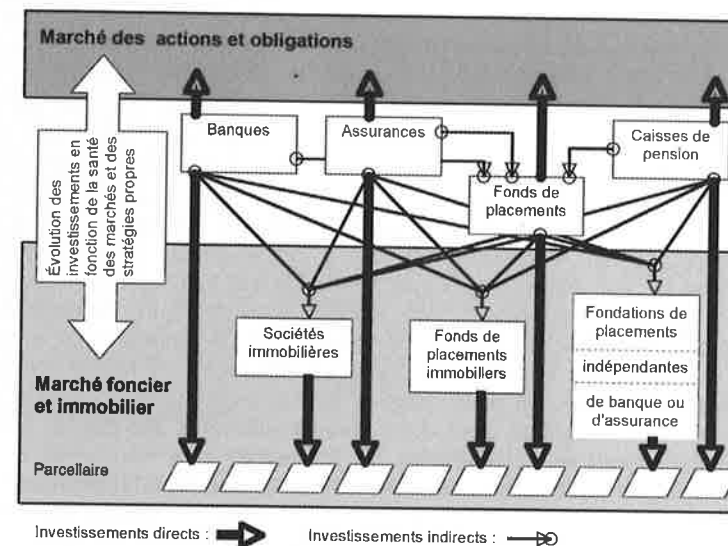 Marché des actions et obligations
Banques
Assurances
Caisses de
pension
Fonds de
placements
Évolution des
investissements en
fonction de la santé
des marchés et des
stratégies propres
Sociétés
immobilières
Fonds de
placements
immobiliers
Fondations de
placements
indépendantes
de banque ou
d'assurance
Marché foncier
et immobilier
Parcellaire
Investissements directs :
Investissements indirects :